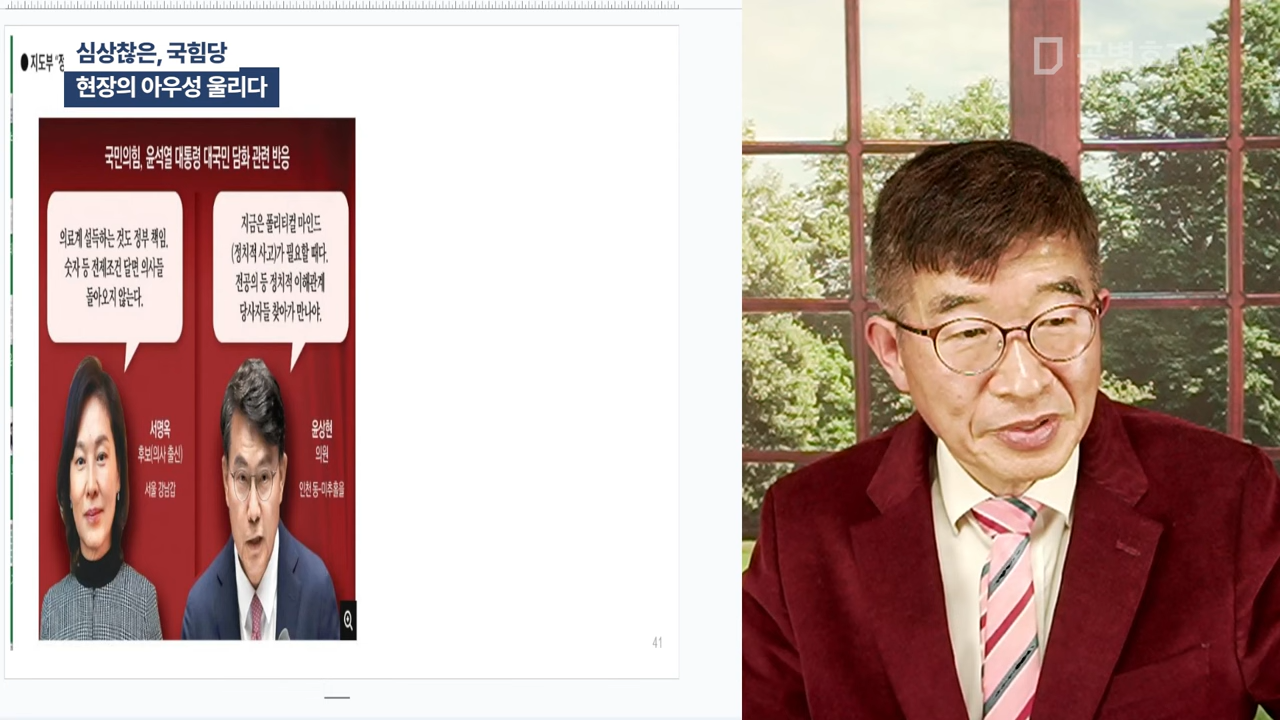 ● 지도부 "정
심상찮은, 국힘당
현장의 아우성 울리다
국민의힘, 윤석열 대통령 대국민 담화 관련 반응
의료계 설득하는 것도 정부 책임.
숫자 등 전제조건 달면 의사들
돌아오지 않는다.
지금은 폴리티컬 마인드
(정치적 사고)가 필요할 때다.
전공의 등 정치적 이해관계
당사자들 찾아가 만나야.
서명옥
후보(의사 출신)
서울 강남갑
윤상현
의원
인천 동·미추홀을
41